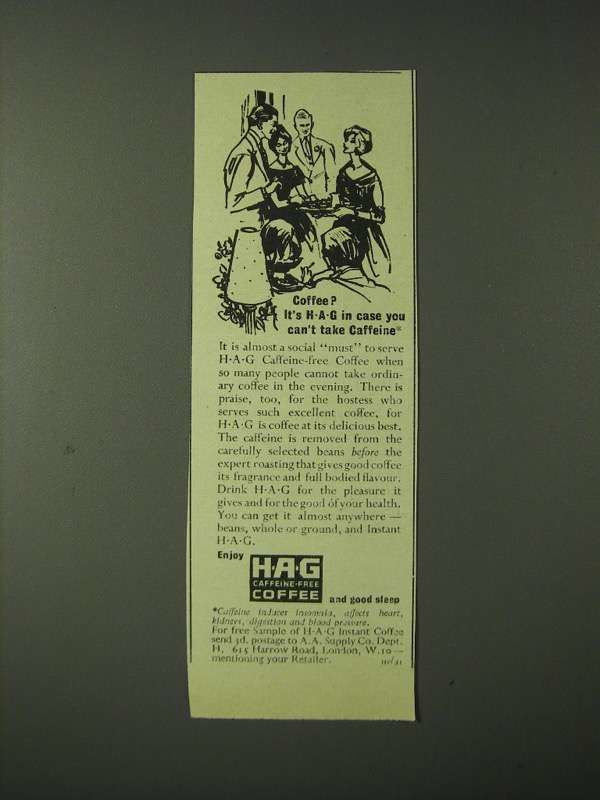 Coffee?
It's H·A·G in case you
can't take Caffeine*
It is almost a social "must" to serve
H·A·G Caffeine-free Coffee when
so many people cannot take ordin-
ary coffee in the evening. There is
praise, too, for the hostess who
serves such excellent coffee, for
H·A·G is coffee at its delicious best.
The caffeine is removed from the
carefully selected beans before the
expert roasting that gives good coffee
its fragrance and full bodied flavour.
Drink H·A·G for the pleasure it
gives and for the good of your health.
You can get it almost anywhere —
beans, whole or ground, and Instant
H·A·G.
Enjoy
H·A·G
CAFFEINE-FREE
COFFEE
and good sleep
*Caffeine induces insomnia, affects heart,
kidneys, digestion and blood pressure.
For free Sample of H·A·G Instant Coffee
send 3d. postage to A.A. Supply Co. Dept.
H, 615 Harrow Road, London, W.10 —
mentioning your Retailer.